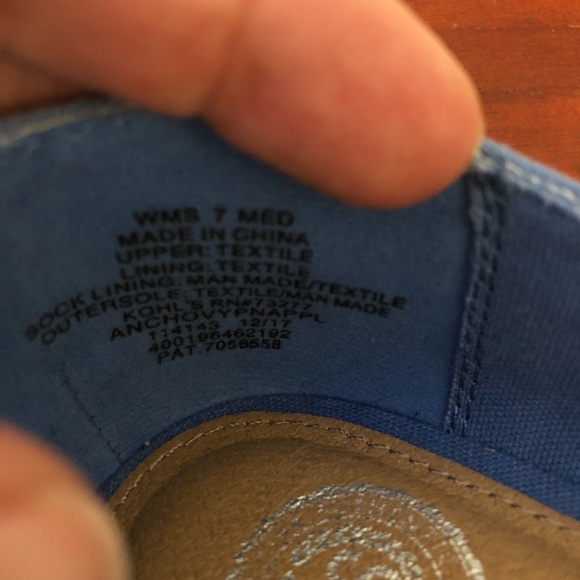 WMS 7 MED
MADE IN CHINA
UPPER: TEXTILE
LINING: TEXTILE
SOCK LINING: MAN MADE/TEXTILE
OUTERSOLE: TEXTILE/MAN MADE
KOHL'S RN#73277
ANCHOVYPNAPPL
114143 12/17
400196462192
PAT.7056558